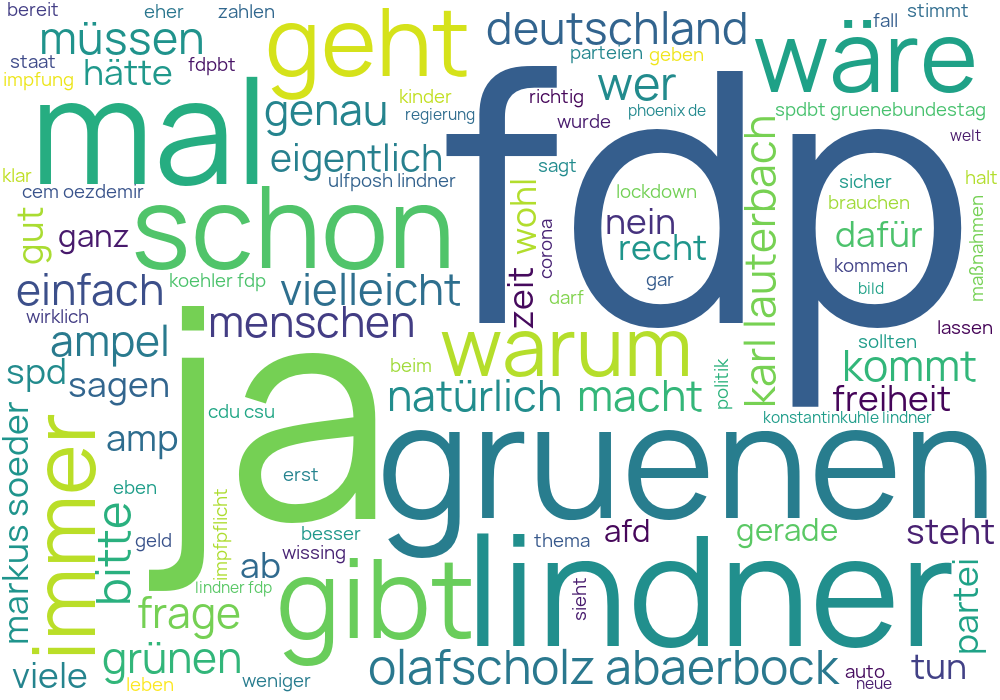 bereit eher zahlen
geht
deutschland
fall stimmt
müssen
parteien geben
wäre
staat hätte fdpbt
impfung
mal
genau
kinder
regierung
richtig
wer
phoenix de
wurde
spdbt gruenebundestag
welt
fdp
eigentlich
ulfposh lindner
sagt
klar
cem oezdemir
lockdown
sicher
halt
gut
ganz
schon
wohl
corona
nein
recht
brauchen
dafür
maßnahmen
karl lauterbach
koehler fdp
gar
kommen
bild
einfach
vielleicht
zeit
darf
wirklich
menschen
lassen
ampel
ja
warum
sollten
spd
sagen
beim
kommt
natürlich macht
politik
freiheit
markus soeder
immer
cdu csu
konstantinkuhle lindner
amp
gruenen
erst
eben
bitte
geld
impfpflicht
besser
thema
afd
gerade
steht
wissing
ab
lindner fdp
gibt
lindner
sieht
partei
frage
grünen
olafscholz abaerbock
auto
neue
tun
viele
leben
weniger